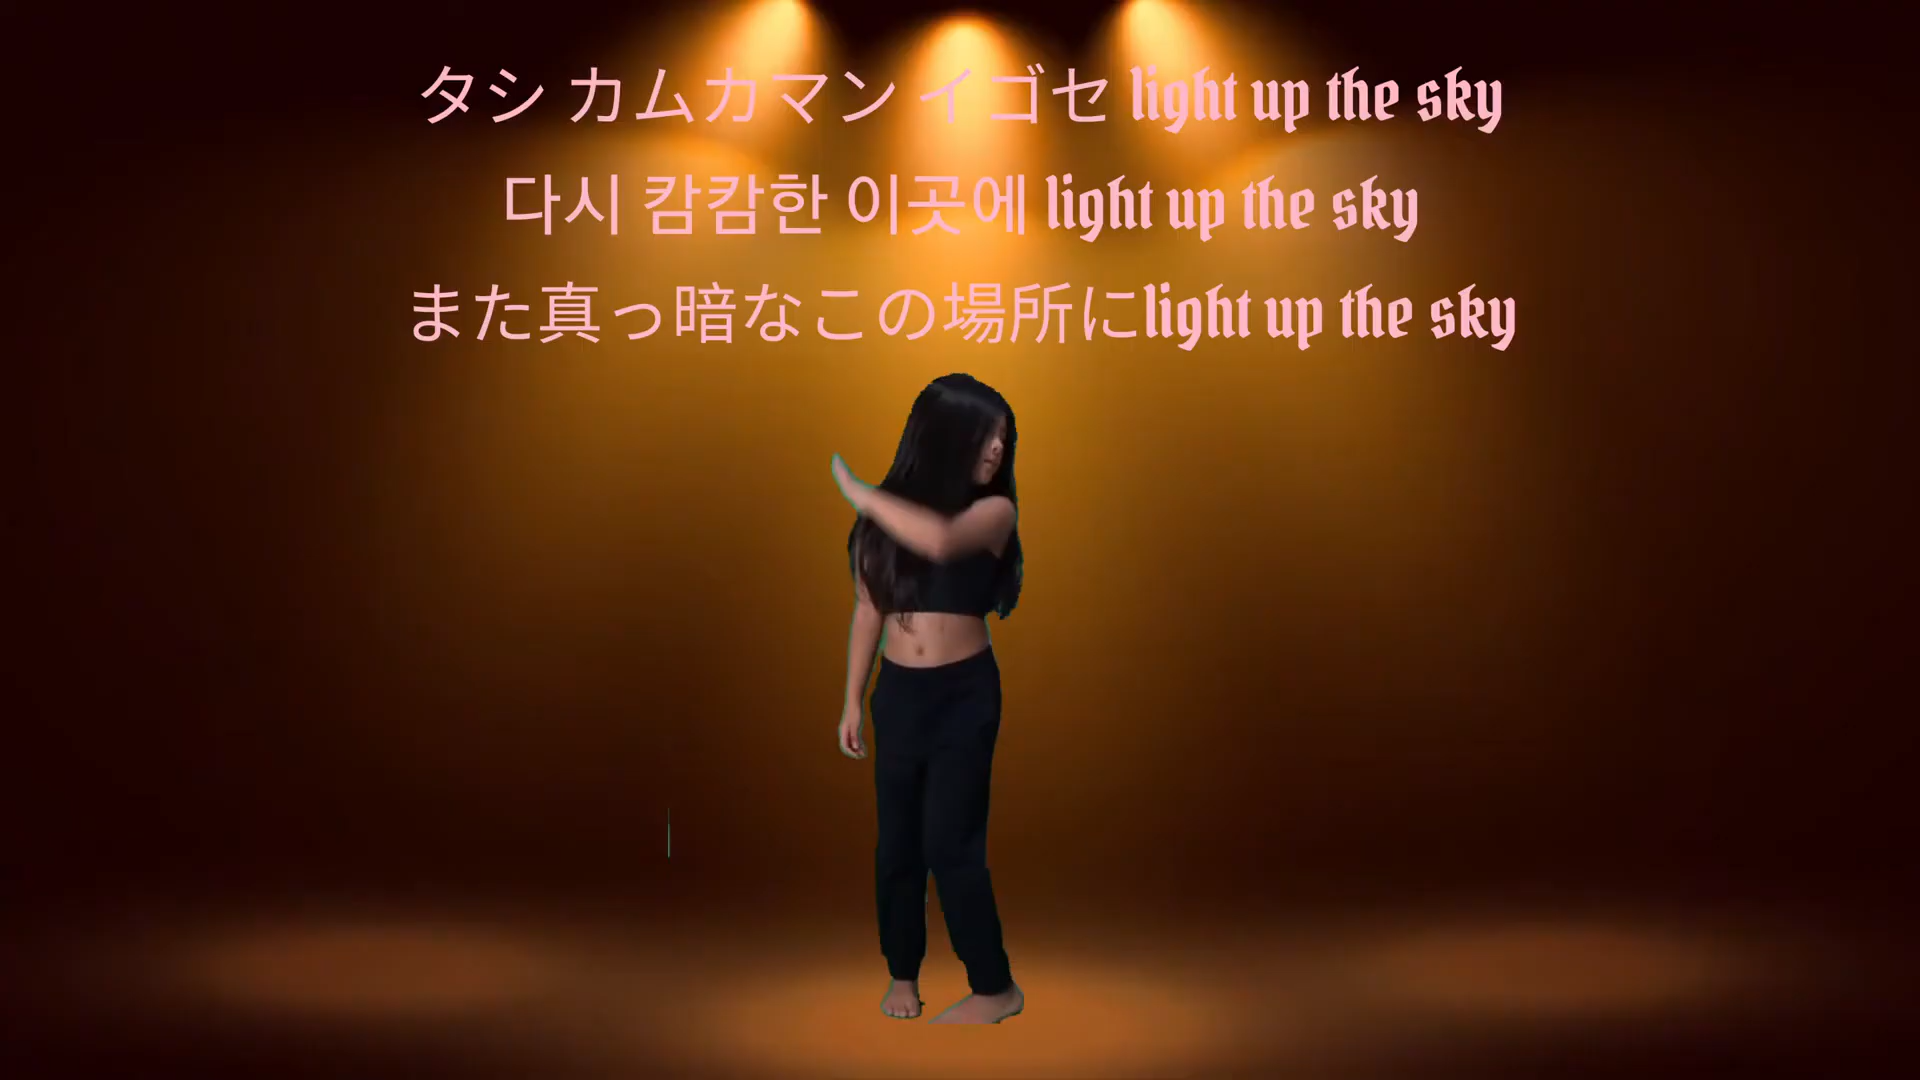 タシ カムカマン イゴセ light up the sky
다시 캄캄한 이곳에 light up the sky
また真っ暗なこの場所にlight up the sky